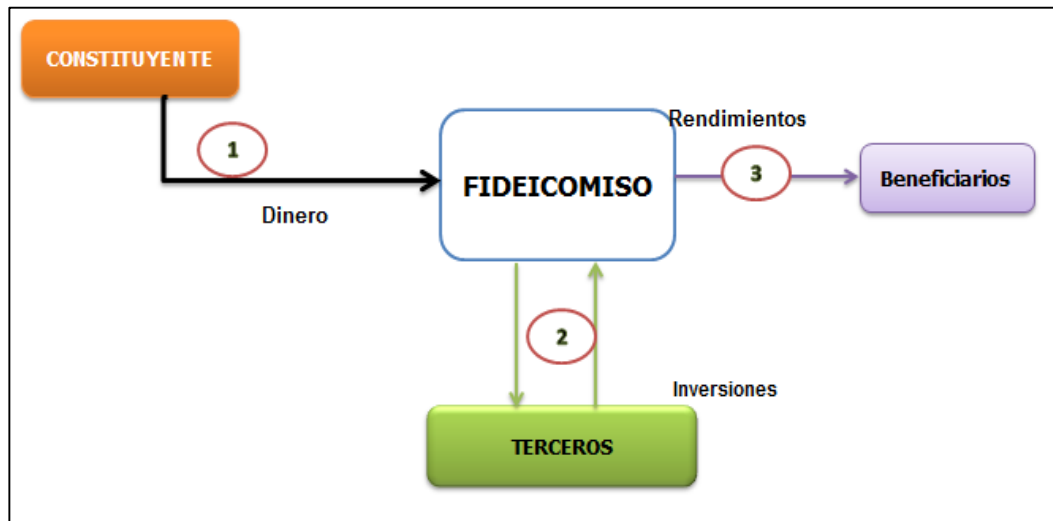 CONSTITUYENTE
1
Dinero
FIDEICOMISO
Rendimientos
3
Beneficiarios
2
Inversiones
TERCEROS